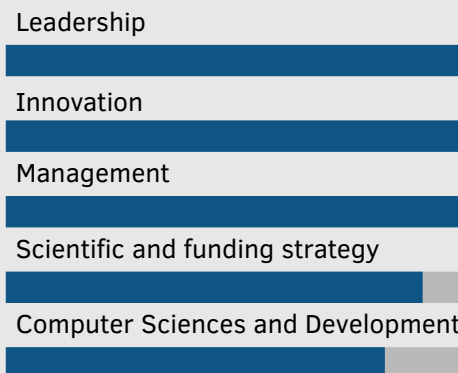 Leadership
Innovation
Management
Scientific and funding strategy
Computer Sciences and Development